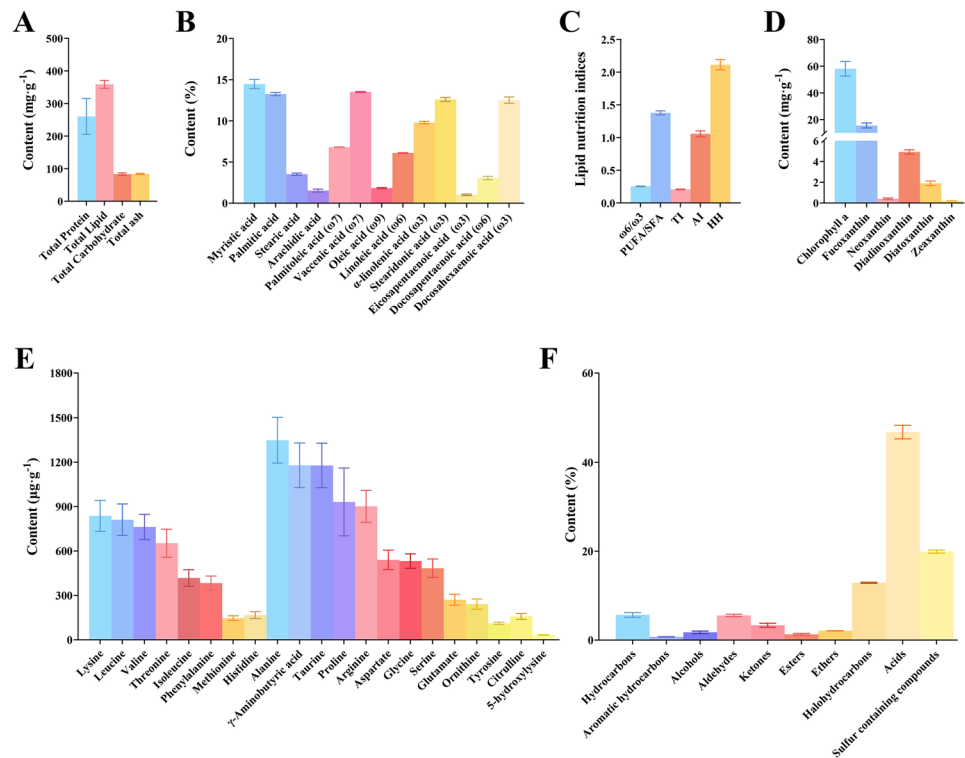 A
Content (mg·g-1)
400
300
200
100
0
Total Protein
Total Lipid
Total Carbohydrate
Total ash
B
Content (%)
20
15
10
5
0
Myristic acid
Palmitic acid
Stearic acid
Arachidic acid
Palmitoleic acid (ω7)
Vaccenic acid (ω7)
Oleic acid (ω9)
Linoleic acid (ω6)
α-linolenic acid (ω3)
Stearidonic acid (ω3)
Eicosapentaenoic acid (ω3)
Docosapentaenoic acid (ω6)
Docosahexaenoic acid (ω3)
C
Lipid nutrition indices
2.5
2.0
1.5
1.0
0.5
0.0
ω6/ω3
PUFA/SFA
TI
AI
HH
D
Content (mg·g-1)
80
60
40
20
6
4
2
0
Chlorophyll a
Fucoxanthin
Neoxanthin
Diadinoxanthin
Diatoxanthin
Zeaxanthin
E
Content (μg·g-1)
1800
1500
1200
900
600
300
0
Lysine
Leucine
Valine
Threonine
Isoleucine
Phenylanine
Methionine
Histidine
Alanine
γ-Aminobutyric acid
Taurine
Proline
Arginine
Aspartate
Glycine
Serine
Glutamate
Ornithine
Tyrosine
Citrulline
5-hydroxylysine
F
Content (%)
60
40
20
0
Hydrocarbons
Aromatic hydrocarbons
Alcohols
Aldehydes
Ketones
Esters
Ethers
Halohydrocarbons
Acids
Sulfur containing compounds